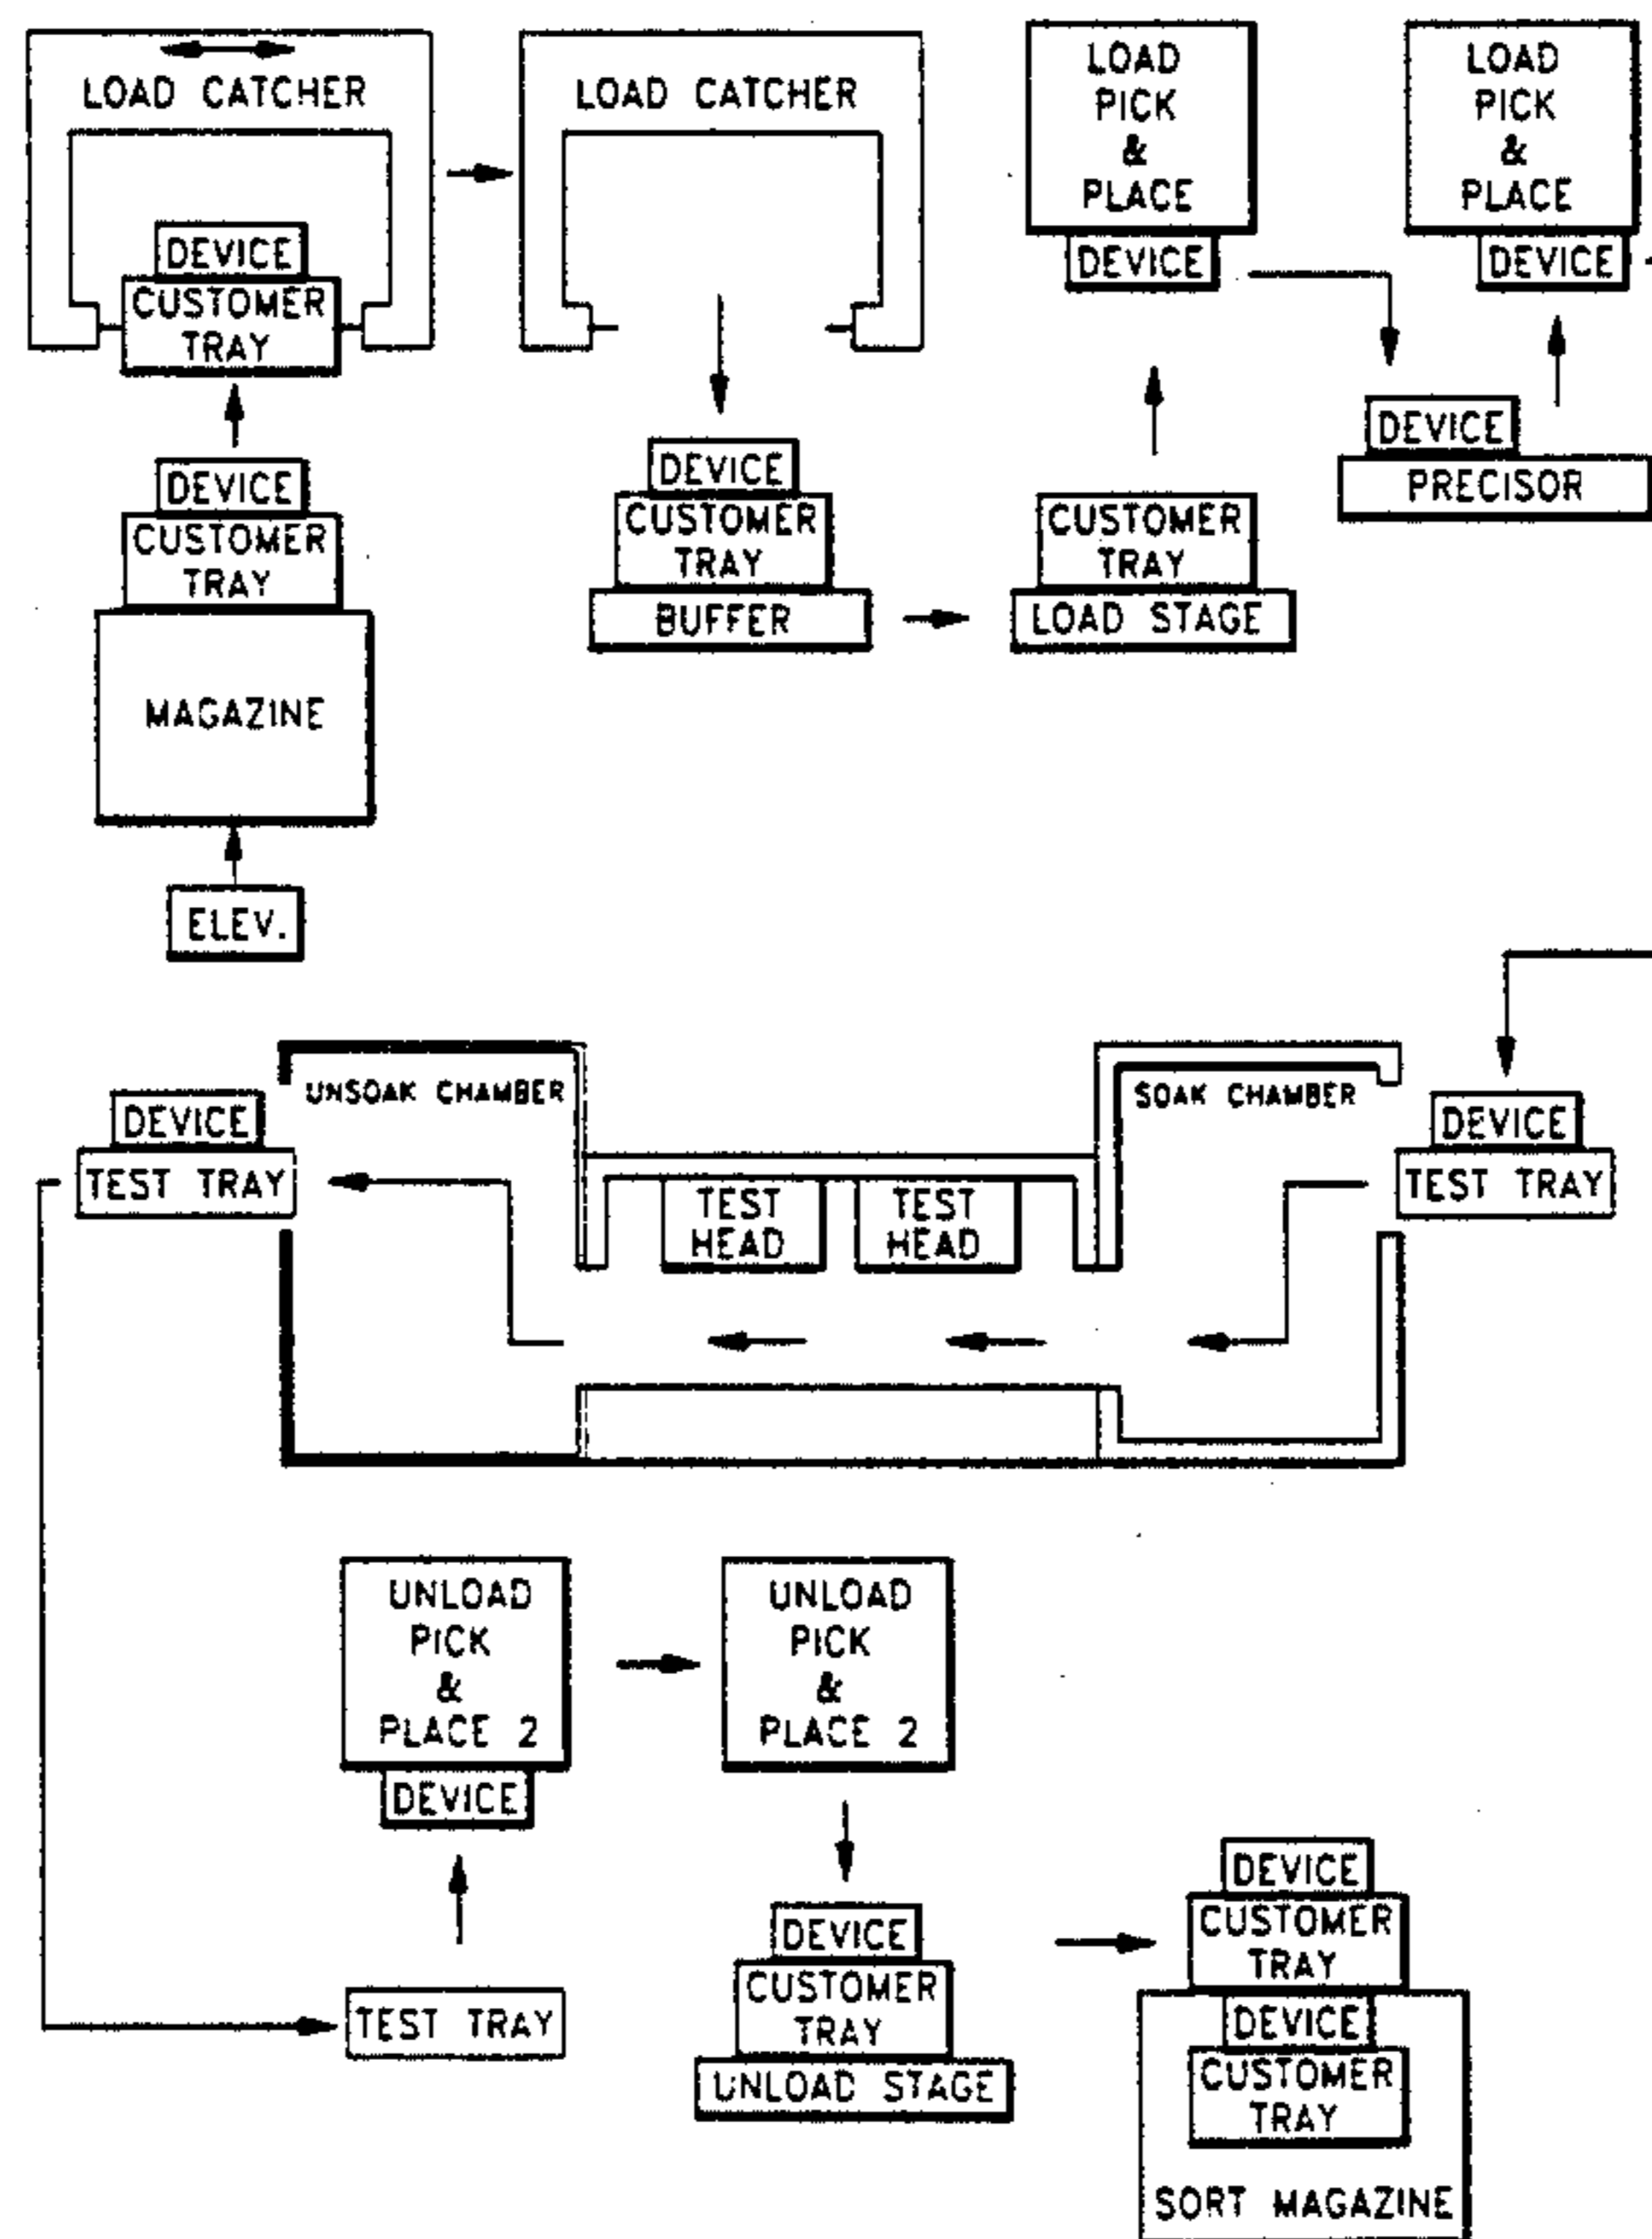 LOAD CATCHER
DEVICE
CUSTOMER
TRAY
DEVICE
CUSTOMER
TRAY
MAGAZINE
ELEV.
LOAD CATCHER
DEVICE
CUSTOMER
TRAY
BUFFER
LOAD
PICK
&
PLACE
DEVICE
CUSTOMER
TRAY
LOAD STAGE
LOAD
PICK
&
PLACE
DEVICE
DEVICE
PRECISOR
UNSOAK CHAMBER
SOAK CHAMBER
DEVICE
TEST TRAY
TEST
HEAD
TEST
HEAD
DEVICE
TEST TRAY
UNLOAD
PICK
&
PLACE 2
DEVICE
TEST TRAY
UNLOAD
PICK
&
PLACE 2
DEVICE
CUSTOMER
TRAY
UNLOAD STAGE
DEVICE
CUSTOMER
TRAY
DEVICE
CUSTOMER
TRAY
SORT MAGAZINE